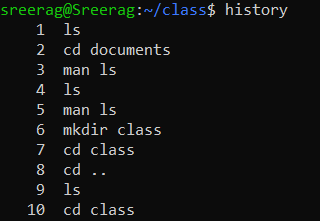 sreerag@Sreerag:~/class$ history
1 ls
2 cd documents
3 man ls
4 ls
5 man ls
6 mkdir class
7 cd class
8 cd ..
9 ls
10 cd class